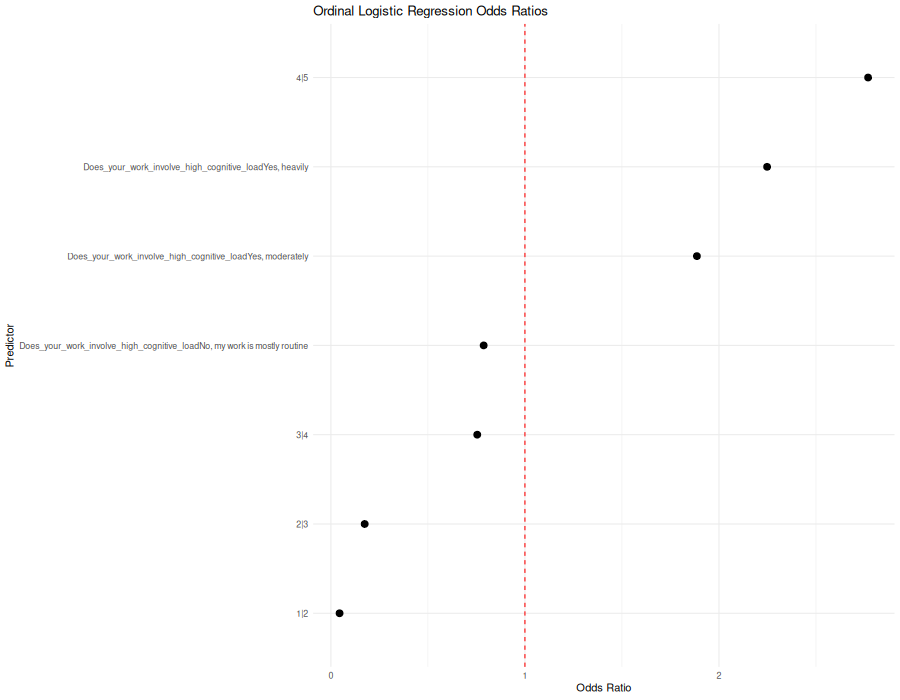 Ordinal Logistic Regression Odds Ratios
4|5
Does_your_work_involve_high_cognitive_loadYes, heavily
Does_your_work_involve_high_cognitive_loadYes, moderately
Predictor
Does_your_work_involve_high_cognitive_loadNo, my work is mostly routine
3|4
2|3
1|2
0
1
2
Odds Ratio